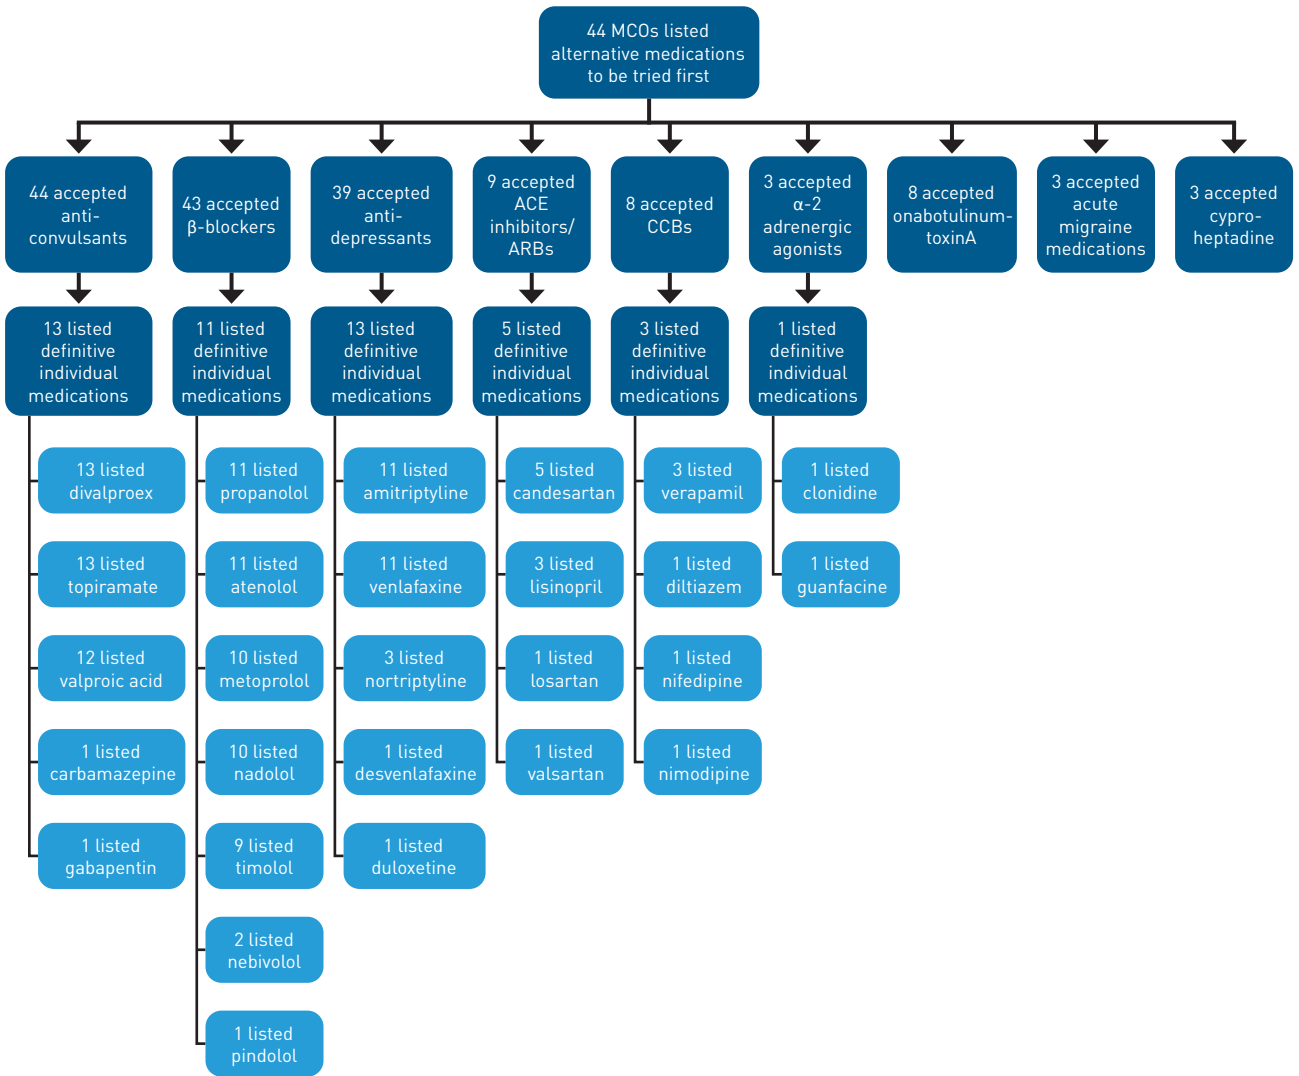 44 MCOs listed
alternative medications
to be tried first
44 accepted
anti-
convulsants
43 accepted
β-blockers
39 accepted
anti-
depressants
9 accepted
ACE
inhibitors/
ARBs
8 accepted
CCBs
3 accepted
α-2
adrenergic
agonists
8 accepted
onabotulinum-
toxinA
3 accepted
acute
migraine
medications
3 accepted
cypro-
heptadine
13 listed
definitive
individual
medications
11 listed
definitive
individual
medications
13 listed
definitive
individual
medications
5 listed
definitive
individual
medications
3 listed
definitive
individual
medications
1 listed
definitive
individual
medications
13 listed
divalproex
11 listed
propanolol
11 listed
amitriptyline
5 listed
candesartan
3 listed
verapamil
1 listed
clonidine
13 listed
topiramate
11 listed
atenolol
11 listed
venlafaxine
3 listed
lisinopril
1 listed
diltiazem
1 listed
guanfacine
12 listed
valproic acid
10 listed
metoprolol
3 listed
nortriptyline
1 listed
losartan
1 listed
nifedipine
1 listed
carbamazepine
10 listed
nadolol
1 listed
desvenlafaxine
1 listed
valsartan
1 listed
nimodipine
1 listed
gabapentin
9 listed
timolol
1 listed
duloxetine
2 listed
nebivolol
1 listed
pindolol